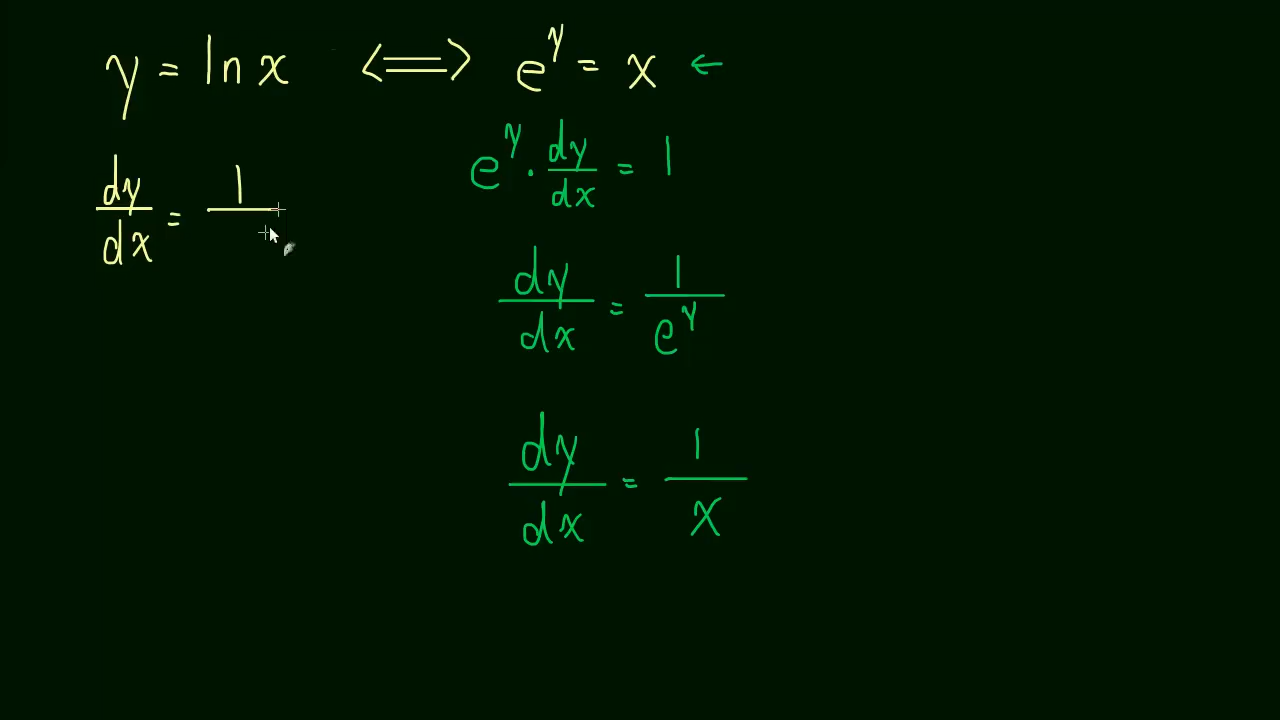 y = ln x <=> e^y = x ←
dy/dx = 1/
e^y · dy/dx = 1
dy/dx = 1/e^y
dy/dx = 1/x